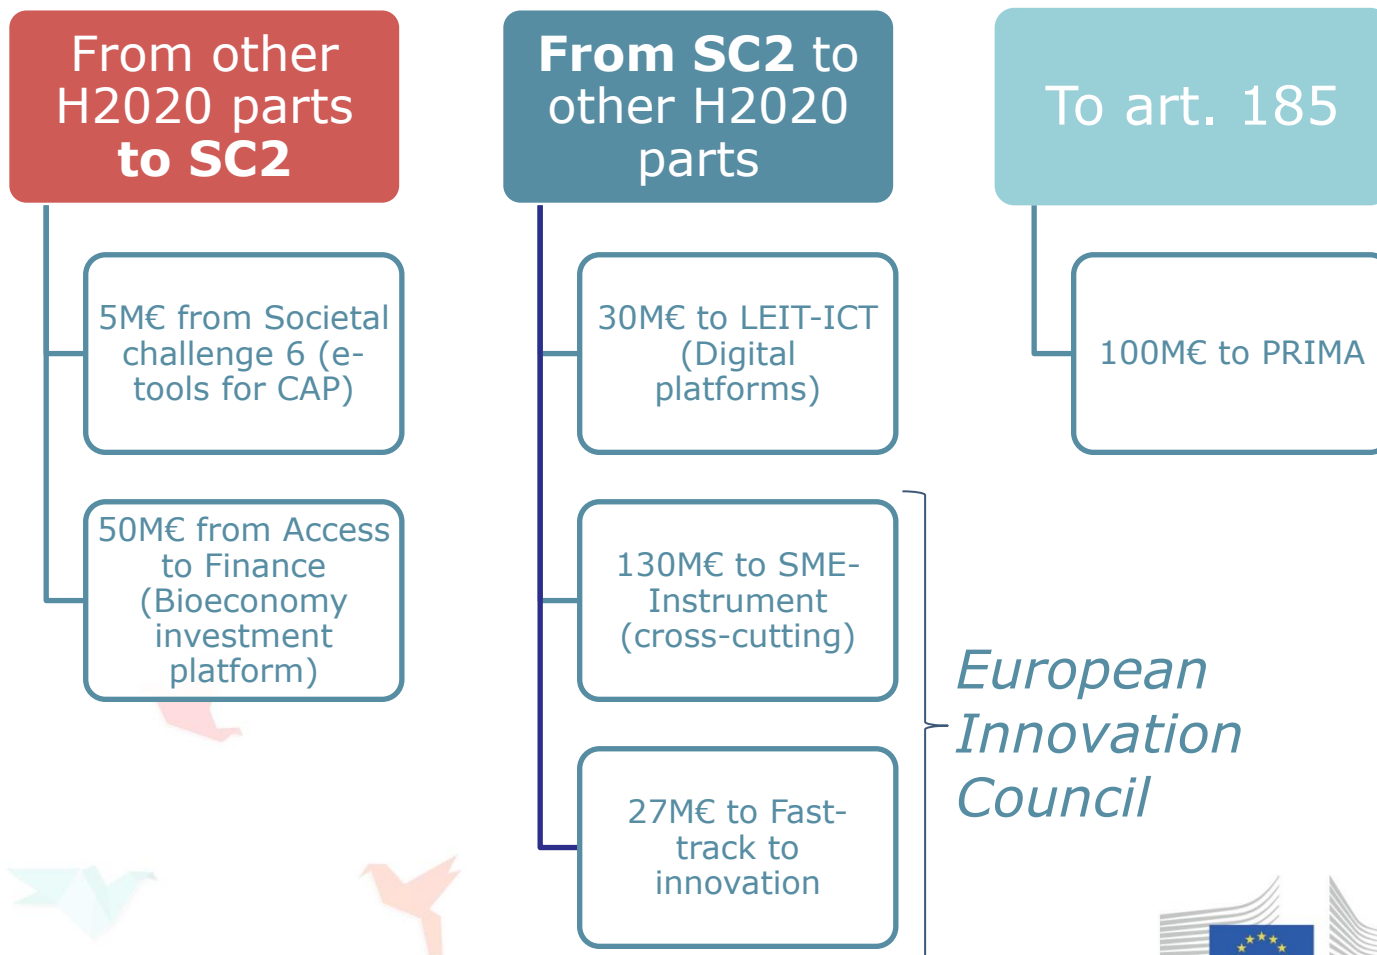 From other
H2020 parts
to SC2
5M€ from Societal
challenge 6 (e-
tools for CAP)
50M€ from Access
to Finance
(Bioeconomy
investment
platform)
From SC2 to
other H2020
parts
30M€ to LEIT-ICT
(Digital
platforms)
130M€ to SME-
Instrument
(cross-cutting)
27M€ to Fast-
track to
innovation
European
Innovation
Council
To art. 185
100M€ to PRIMA